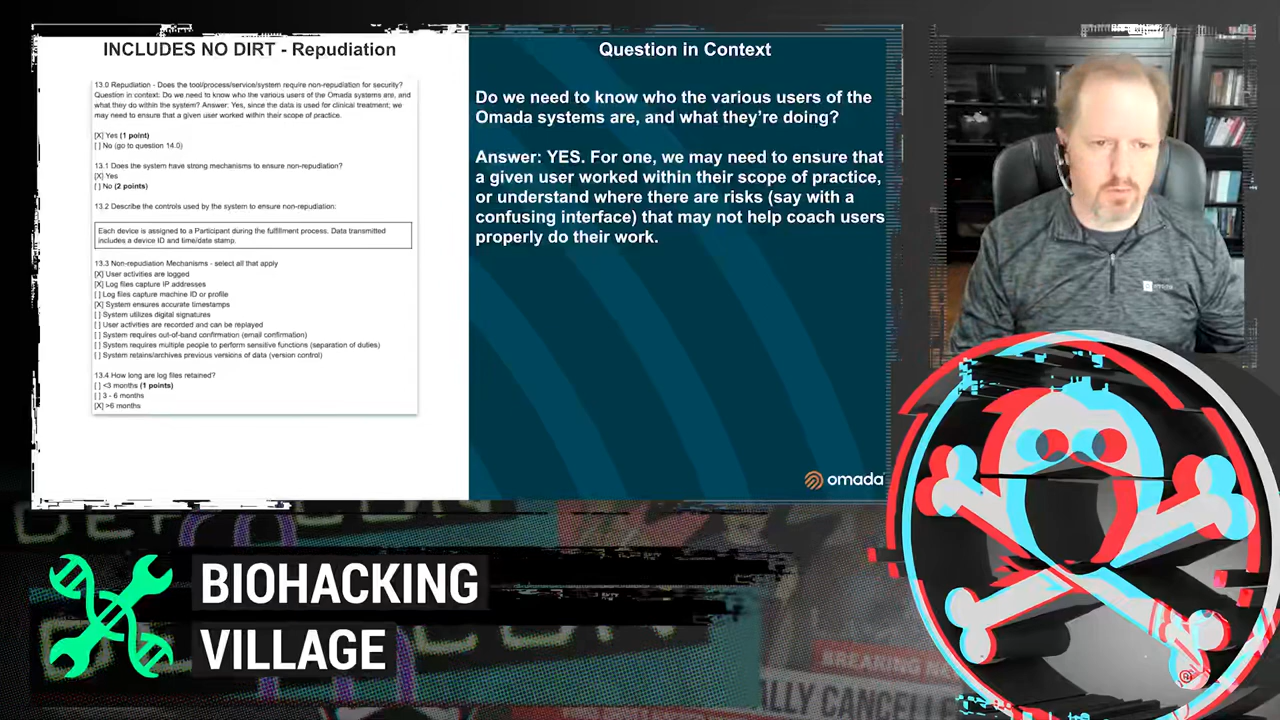 INCLUDES NO DIRT - Repudiation
13.0 Repudiation - Does the tool/process/service/system require non-repudiation for security?
Question in context: Do we need to know who the various users of the Omada systems are, and
what they do within the system? Answer: Yes, since the data is used for clinical treatment; we
may need to ensure that a given user worked within their scope of practice.
[X] Yes (1 point)
[ ] No (go to question 14.0)
13.1 Does the system have strong mechanisms to ensure non-repudiation?
[X] Yes
[ ] No (2 points)
13.2 Describe the controls used by the system to ensure non-repudiation:
Each device is assigned to a Participant during the fulfillment process. Data transmitted
includes a device ID and time/date stamp.
13.3 Non-repudiation Mechanisms - select all that apply
[X] User activities are logged
[X] Log files capture IP addresses
[ ] Log files capture machine ID or profile
[X] System ensures accurate timestamps
[ ] System utilizes digital signatures
[ ] User activities are recorded and can be replayed
[ ] System requires out-of-band confirmation (email confirmation)
[ ] System requires multiple people to perform sensitive functions (separation of duties)
[ ] System retains/archives previous versions of data (version control)
13.4 How long are log files retained?
[ ] <3 months (1 points)
[ ] 3 - 6 months
[X] >6 months
Question in Context
Do we need to know what the various users of the
Omada systems are, and what they're doing?
Answer: T.S. Eliot: Yes, we may need to ensure that
a given user worked within their scope of practice,
or understand where there are risks (say with a
confusing interface) that may not help coach users
properly do their work.
omada
BIOHACKING
VILLAGE
BREAKING
ALLY CANCELLE